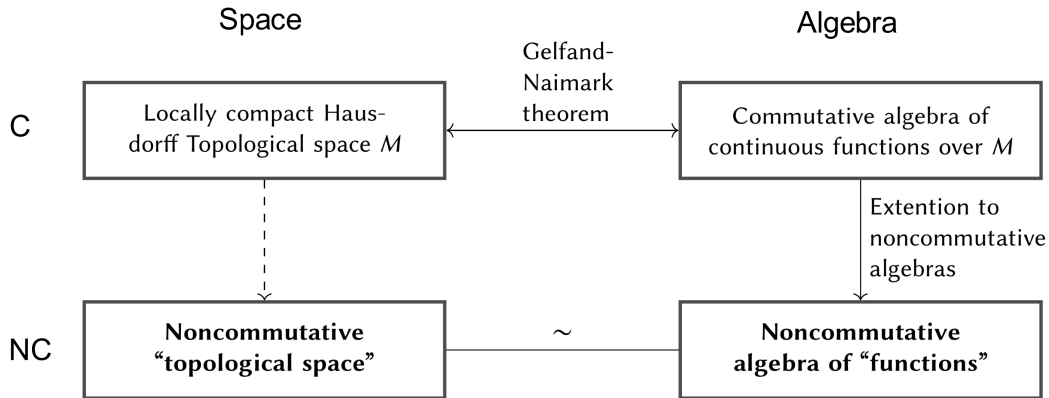 Space
Algebra
Gelfand-
Naimark
theorem
C
Locally compact Haus-
dorff Topological space M
Commutative algebra of
continuous functions over M
Extention to
noncommutative
algebras
NC
Noncommutative
“topological space”
~
Noncommutative
algebra of “functions”